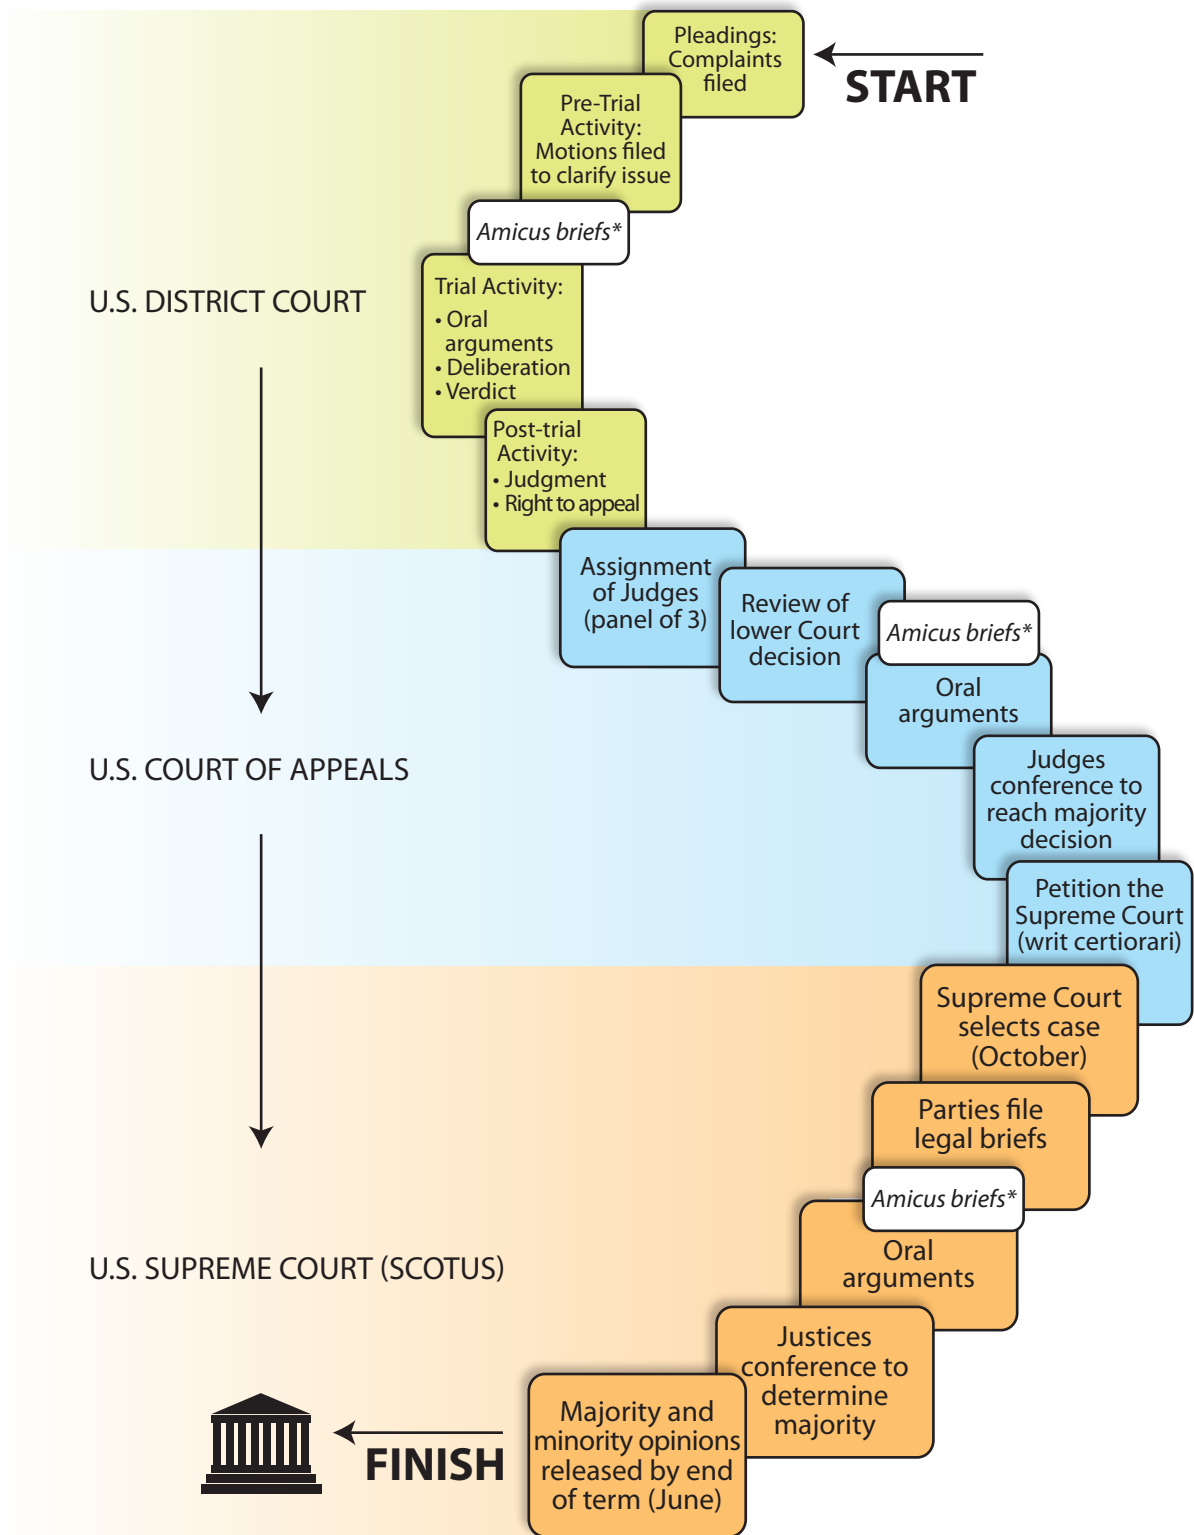 Pleadings:
Complaints
filed
START
Pre-Trial
Activity:
Motions filed
to clarify issue
Amicus briefs*
U.S. DISTRICT COURT
Trial Activity:
• Oral
arguments
• Deliberation
• Verdict
Post-trial
Activity:
• Judgment
• Right to appeal
Assignment
of Judges
(panel of 3)
Review of
lower Court
decision
Amicus briefs*
Oral
arguments
U.S. COURT OF APPEALS
Judges
conference to
reach majority
decision
Petition the
Supreme Court
(writ certiorari)
Supreme Court
selects case
(October)
Parties file
legal briefs
Amicus briefs*
Oral
arguments
U.S. SUPREME COURT (SCOTUS)
Justices
conference to
determine
majority
Majority and
minority opinions
released by end
of term (June)
FINISH